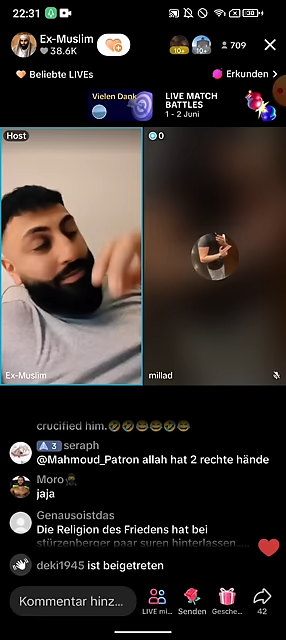 22:31
Ex-Muslim
38.6K
10+
10+
709
Beliebte LIVEs
Erkunden >
Vielen Dank
LIVE MATCH
BATTLES
1 - 2 Juni
Host
0
Ex-Muslim
millad
crucified him.🤣🤣😂😂🤣😂
3 seraph
@Mahmoud_Patron allah hat 2 rechte hände
Moro
jaja
Genausoistdas
Die Religion des Friedens hat bei
stürzenberger paar suren hinterlassen....
deki1945 ist beigetreten
Kommentar hinz...
LIVE mi...
Senden
Gesche...
42